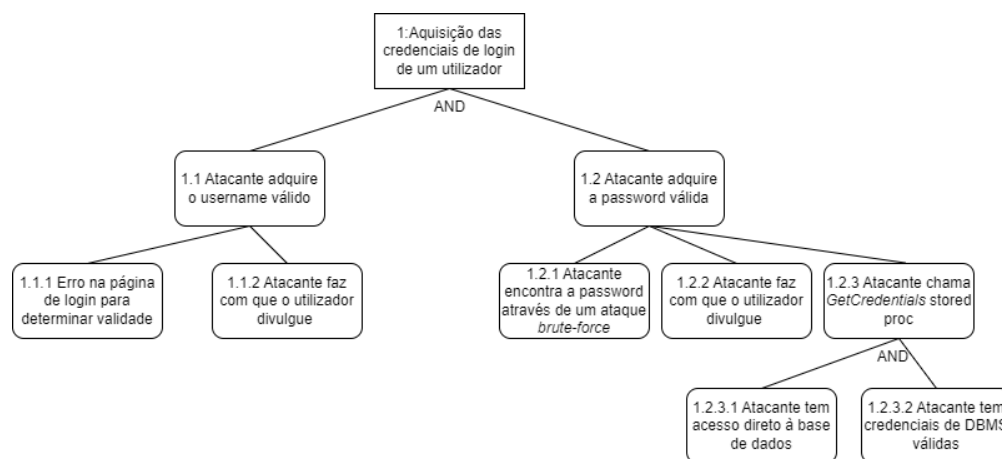 1:Aquisição das
credenciais de login
de um utilizador
AND
1.1 Atacante adquire
o username válido
1.2 Atacante adquire
a password válida
1.1.1 Erro na página
de login para
determinar validade
1.1.2 Atacante faz
com que o utilizador
divulgue
1.2.1 Atacante
encontra a password
através de um ataque
brute-force
1.2.2 Atacante faz
com que o utilizador
divulgue
1.2.3 Atacante chama
GetCredentials stored
proc
AND
1.2.3.1 Atacante tem
acesso direto à base
de dados
1.2.3.2 Atacante tem
credenciais de DBMS
válidas